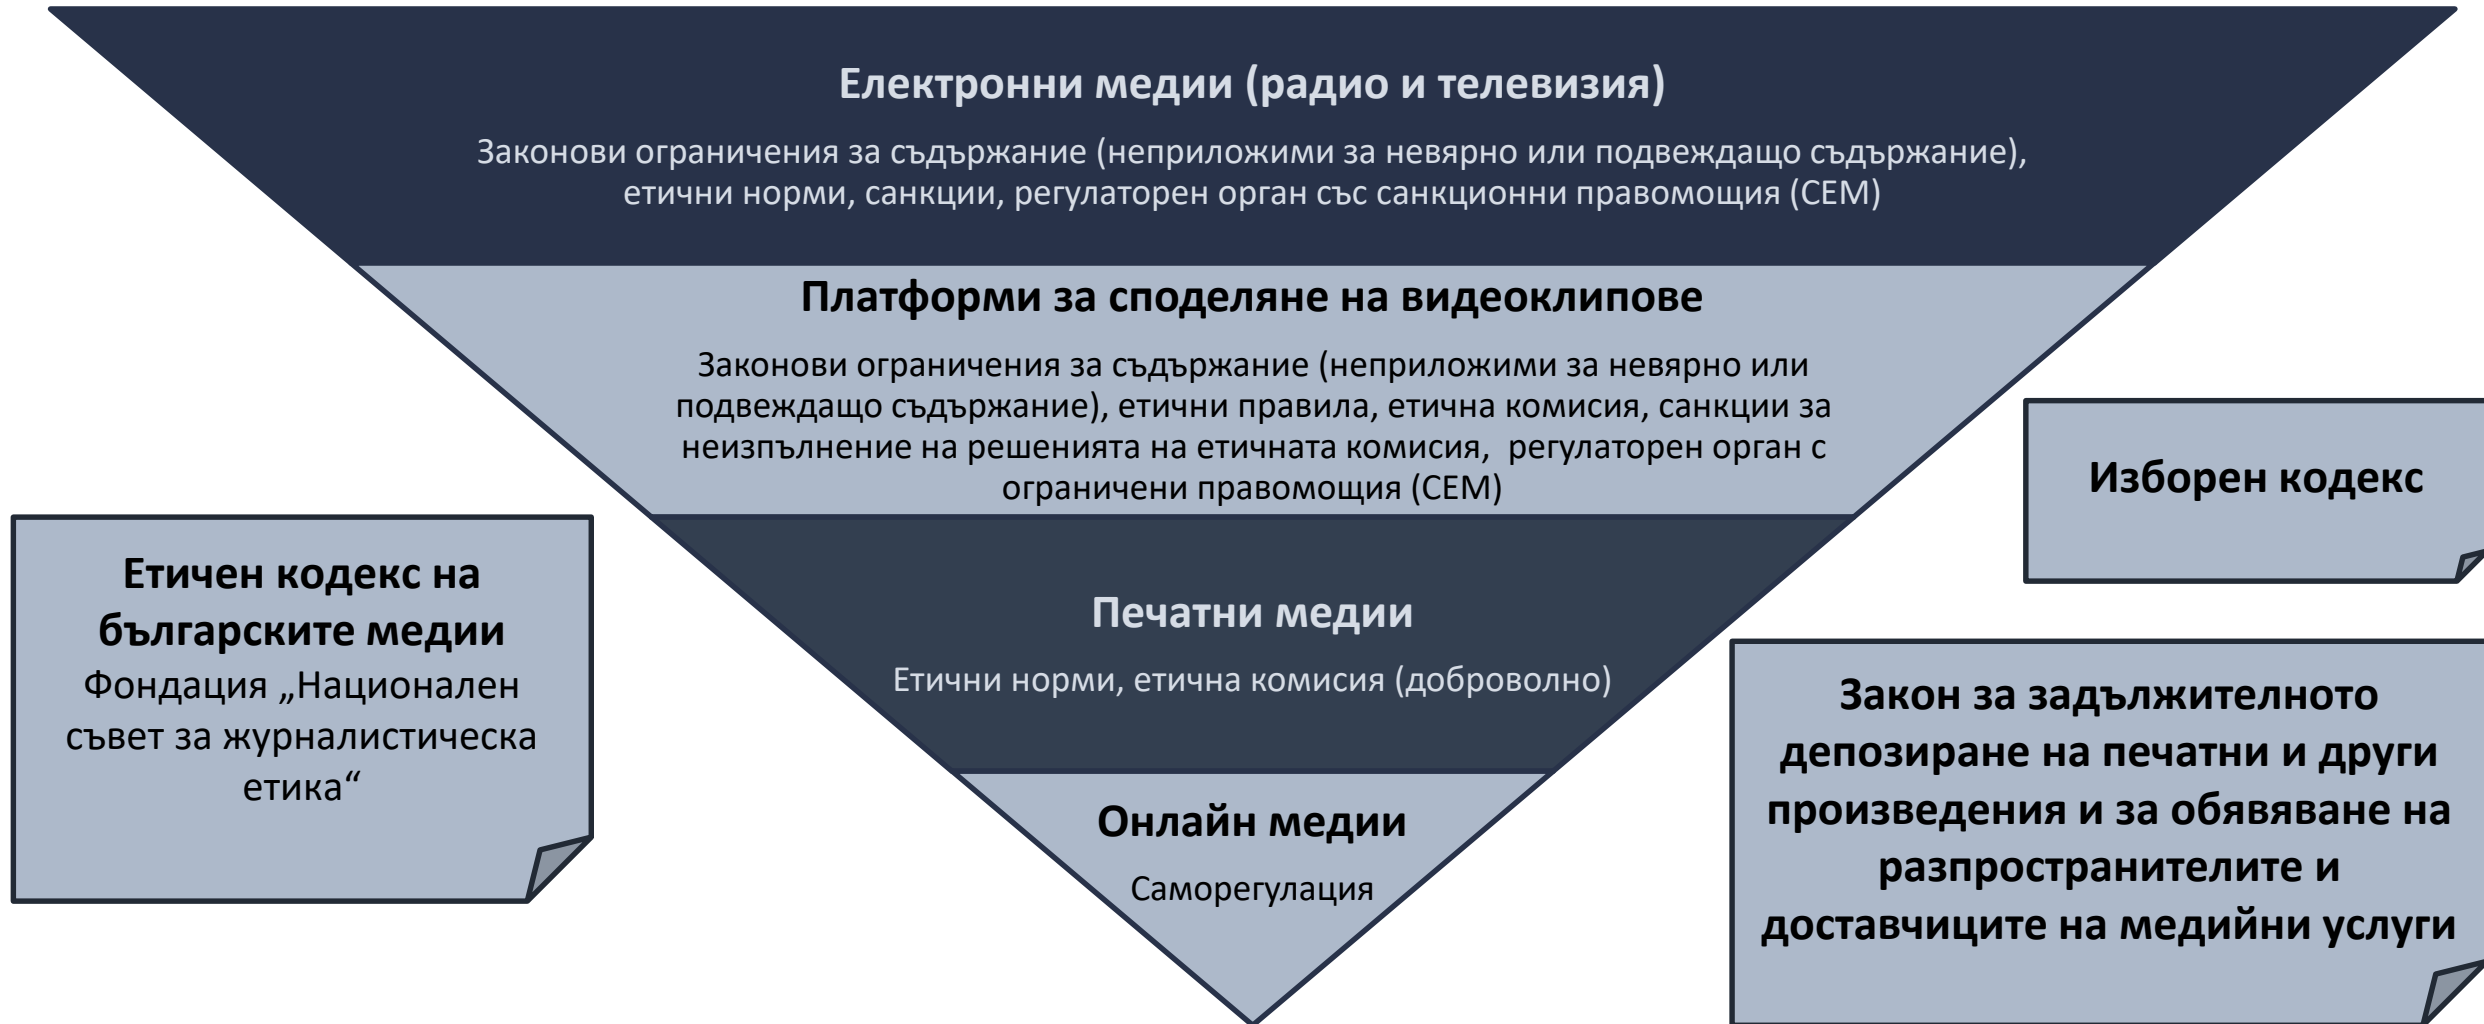 Електронни медии (радио и телевизия)
Законови ограничения за съдържание (неприложими за невярно или подвеждащо съдържание),
етични норми, санкции, регулаторен орган със санкционни правомощия (СЕМ)
Платформи за споделяне на видеоклипове
Законови ограничения за съдържание (неприложими за невярно или
подвеждащо съдържание), етични правила, етична комисия, санкции за
неизпълнение на решенията на етичната комисия,  регулаторен орган с
ограничени правомощия (СЕМ)
Печатни медии
Етични норми, етична комисия (доброволно)
Онлайн медии
Саморегулация
Етичен кодекс на
българските медии
Фондация „Национален
съвет за журналистическа
етика“
Изборен кодекс
Закон за задължителното
депозиране на печатни и други
произведения и за обявяване на
разпространителите и
доставчиците на медийни услуги